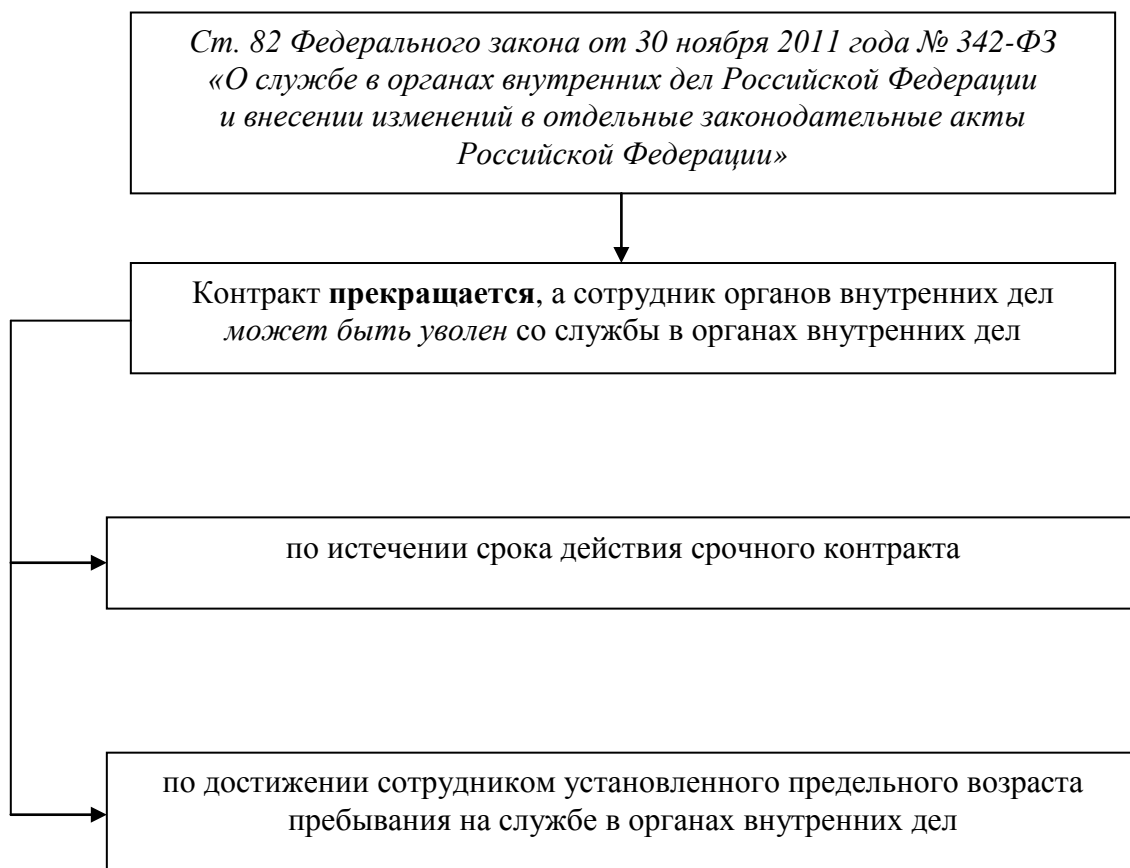 Ст. 82 Федерального закона от 30 ноября 2011 года № 342-ФЗ
«О службе в органах внутренних дел Российской Федерации
и внесении изменений в отдельные законодательные акты
Российской Федерации»
Контракт прекращается, а сотрудник органов внутренних дел
может быть уволен со службы в органах внутренних дел
по истечении срока действия срочного контракта
по достижении сотрудником установленного предельного возраста
пребывания на службе в органах внутренних дел